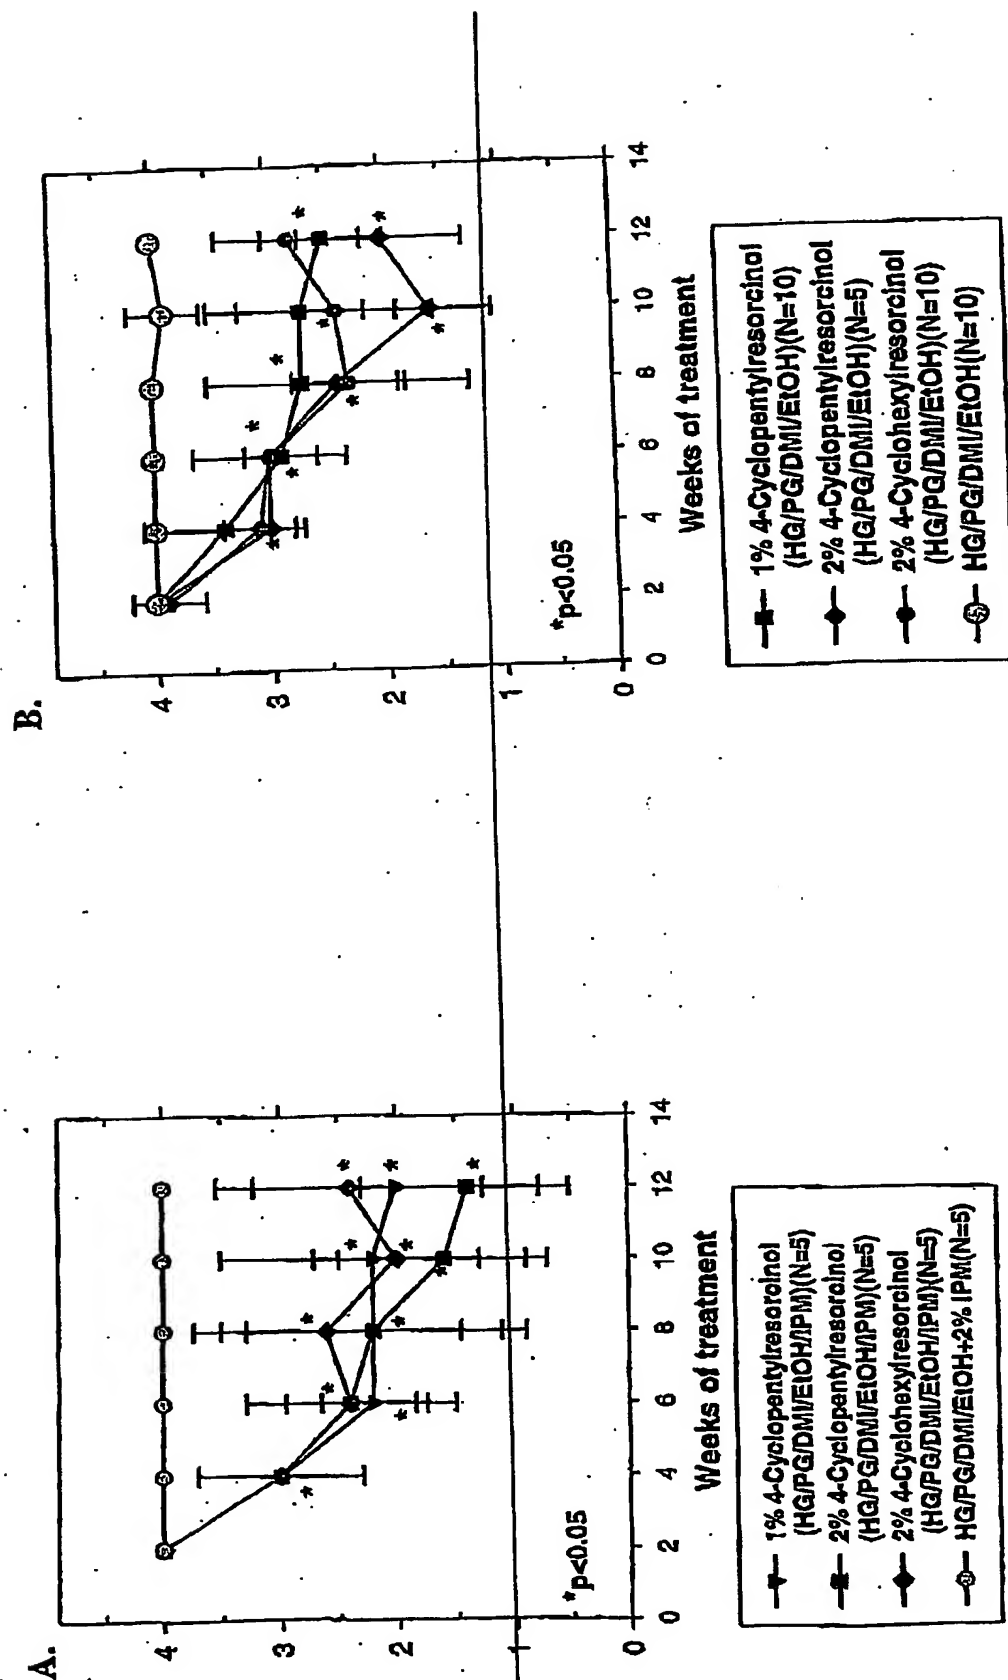 A.
4
3
2
1
0
*
*
*
*
*
*
*
*
*
*
*
*p<0.05
0 2 4 6 8 10 12 14
Weeks of treatment
1% 4-Cyclopentylresorcinol
(HG/PG/DMI/EtOH/IPM)(N=5)
2% 4-Cyclopentylresorcinol
(HG/PG/DMI/EtOH/IPM)(N=5)
2% 4-Cyclohexylresorcinol
(HG/PG/DMI/EtOH/IPM)(N=5)
HG/PG/DMI/EtOH+2% IPM(N=5)
B.
4
3
2
1
0
*
*
*
*
*
*
*
*
*
*p<0.05
0 2 4 6 8 10 12 14
Weeks of treatment
1% 4-Cyclopentylresorcinol
(HG/PG/DMI/EtOH)(N=10)
2% 4-Cyclopentylresorcinol
(HG/PG/DMI/EtOH)(N=5)
2% 4-Cyclohexylresorcinol
(HG/PG/DMI/EtOH)(N=10)
HG/PG/DMI/EtOH(N=10)